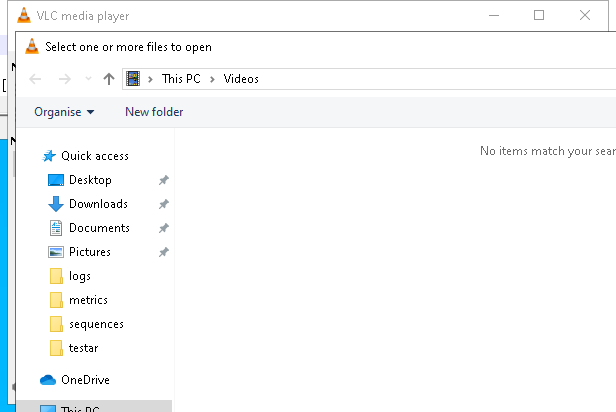 VLC media player
Select one or more files to open
This PC > Videos
Organise
New folder
No items match your sear
Quick access
Desktop
Downloads
Documents
Pictures
logs
metrics
sequences
testar
OneDrive
This PC